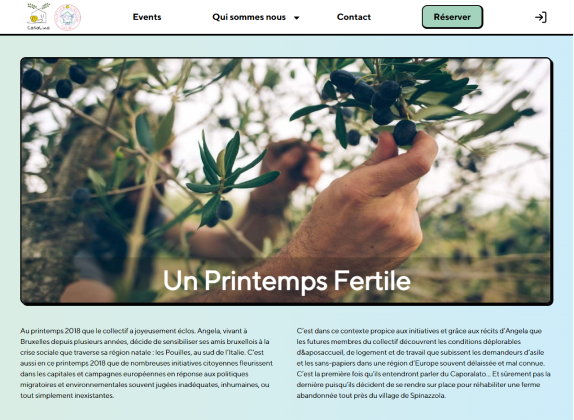 Events
Qui sommes nous
Contact
Réserver
Un Printemps Fertile
Au printemps 2018 que le collectif a joyeusement éclos. Angela, vivant à
Bruxelles depuis plusieurs années, décide de sensibiliser ses amis bruxellois à la
crise sociale que traverse sa région natale : les Pouilles, au sud de l'Italie. C'est
aussi en ce printemps 2018 que de nombreuses initiatives citoyennes fleurissent
dans les capitales et campagnes européennes en réponse aux politiques
migratoires et environnementales souvent jugées inadéquates, inhumaines, ou
tout simplement inexistantes.
C'est dans ce contexte propice aux initiatives et grâce aux récits d'Angela que
les futures membres du collectif découvrent les conditions déplorables
d&aposaccueil, de logement et de travail que subissent les demandeurs d'asile
et les sans-papiers dans une région d'Europe souvent délaissée et mal connue.
C'est la première fois qu'ils entendront parler du Caporalato... Et sûrement pas la
dernière puisqu'ils décident de se rendre sur place pour réhabiliter une ferme
abandonnée tout près du village de Spinazzola.